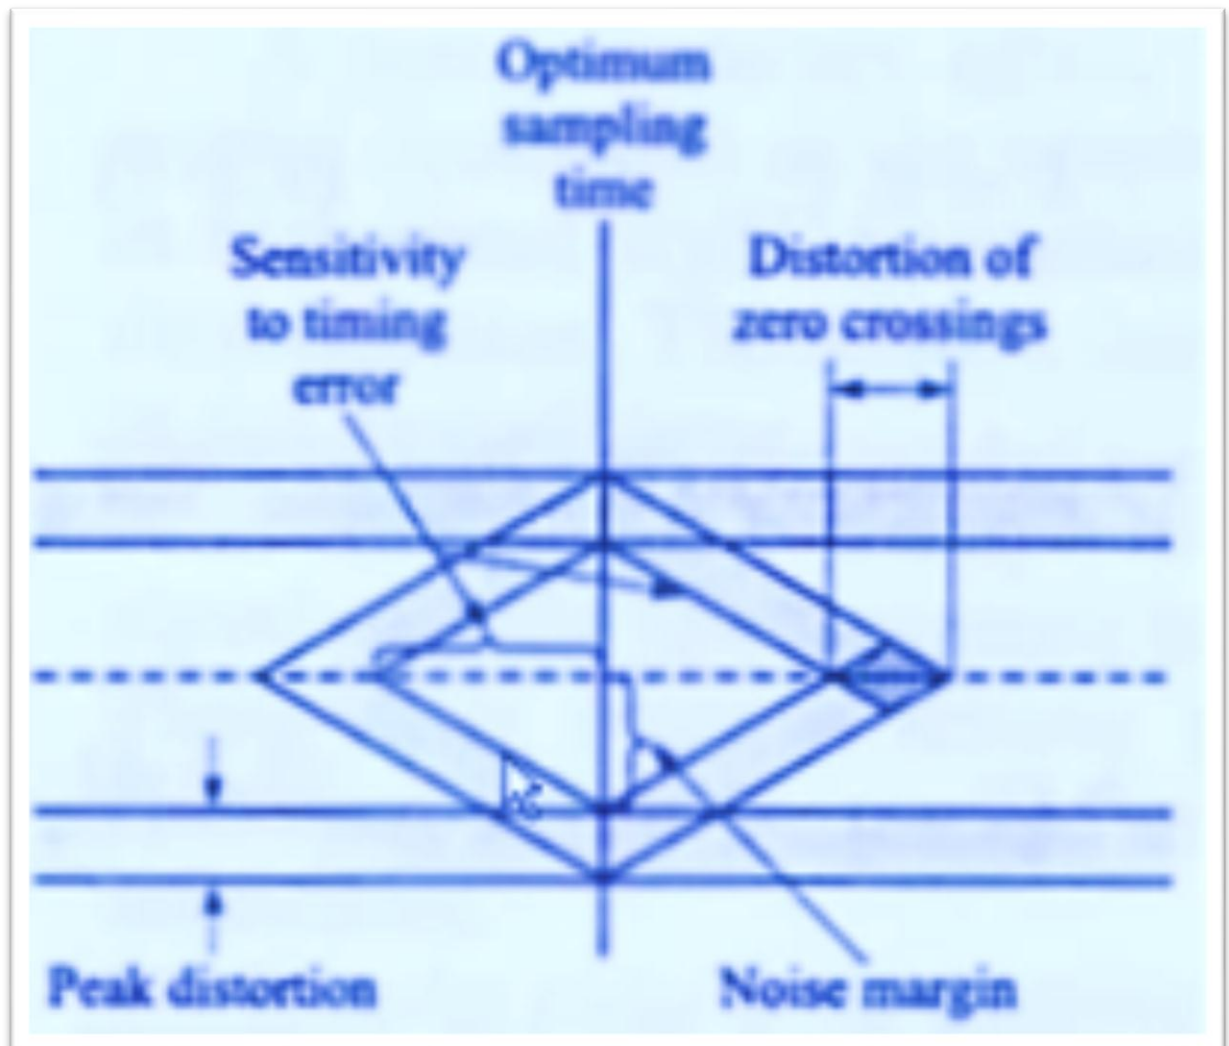 Optimum
sampling
time
Sensitivity
to timing
error
Distortion of
zero crossings
Peak distortion
Noise margin